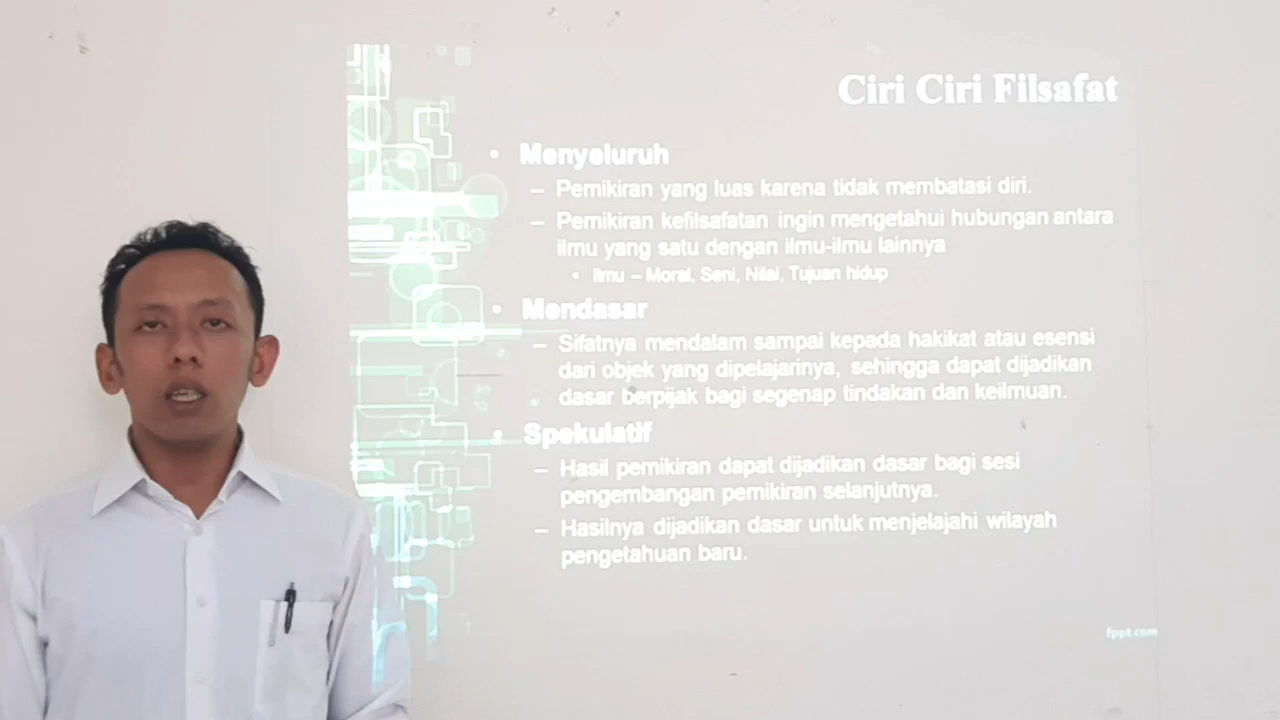 Ciri Ciri Filsafat
• Menyeluruh
– Pemikiran yang luas karena tidak membatasi diri.
– Pemikiran kefilsafatan ingin mengetahui hubungan antara
ilmu yang satu dengan ilmu-ilmu lainnya
• Ilmu – Moral, Seni, Nilai, Tujuan hidup
• Mendasar
– Sifatnya mendalam sampai kepada hakikat atau esensi
dari objek yang dipelajarinya, sehingga dapat dijadikan
dasar berpijak bagi segenap tindakan dan keilmuan.
• Spekulatif
– Hasil pemikiran dapat dijadikan dasar bagi sesi
pengembangan pemikiran selanjutnya.
– Hasilnya dijadikan dasar untuk menjelajahi wilayah
pengetahuan baru.
fppt.com